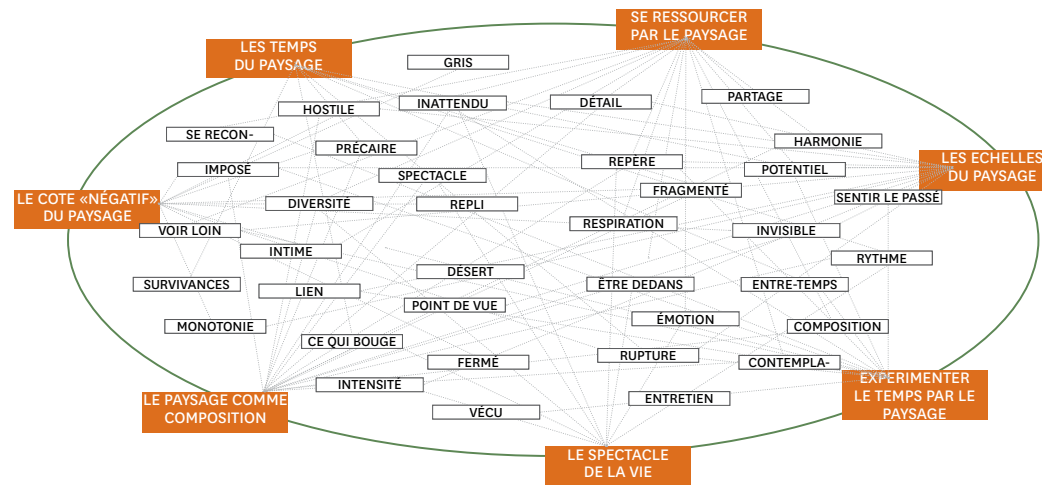 SE RESSOURCER
PAR LE PAYSAGE
LES TEMPS
DU PAYSAGE
GRIS
PARTAGE
INATTENDU
DÉTAIL
HOSTILE
SE RECON-
HARMONIE
PRÉCAIRE
REPÈRE
IMPOSÉ
POTENTIEL
LES ECHELLES
DU PAYSAGE
SPECTACLE
FRAGMENTÉ
LE COTE «NÉGATIF»
DU PAYSAGE
SENTIR LE PASSÉ
DIVERSITÉ
REPLI
RESPIRATION
VOIR LOIN
INVISIBLE
INTIME
RYTHME
DÉSERT
SURVIVANCES
ÊTRE DEDANS
ENTRE-TEMPS
LIEN
POINT DE VUE
ÉMOTION
MONOTONIE
COMPOSITION
CE QUI BOUGE
RUPTURE
FERMÉ
CONTEMPLA-
INTENSITÉ
EXPERIMENTER
LE TEMPS PAR LE
PAYSAGE
LE PAYSAGE COMME
COMPOSITION
ENTRETIEN
VÉCU
LE SPECTACLE
DE LA VIE